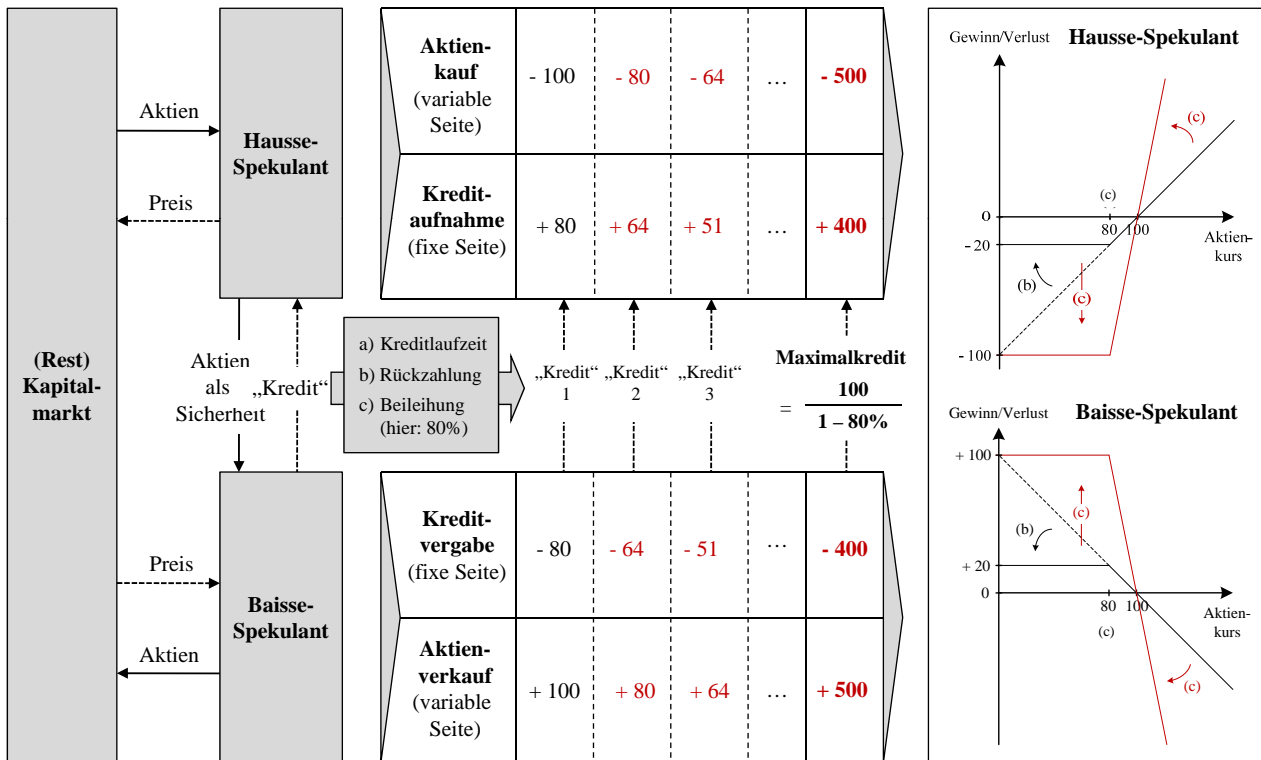 Aktien
Preis
Hausse-
Spekulant
(Rest)
Kapital-
markt
Aktien
als
Sicherheit
„Kredit“
Preis
Aktien
Baisse-
Spekulant
Aktien-
kauf
(variable
Seite)
- 100
- 80
- 64
…
- 500
Kredit-
aufnahme
(fixe Seite)
+ 80
+ 64
+ 51
…
+ 400
a) Kreditlaufzeit
b) Rückzahlung
c) Beileihung
(hier: 80%)
„Kredit“
1
„Kredit“
2
„Kredit“
3
Maximalkredit
= 100
1 – 80%
Kredit-
vergabe
(fixe Seite)
- 80
- 64
- 51
…
- 400
Aktien-
verkauf
(variable
Seite)
+ 100
+ 80
+ 64
…
+ 500
Gewinn/Verlust
Hausse-Spekulant
(c)
(c)
0
80
100
Aktien-
kurs
- 20
(b)
(c)
- 100
Gewinn/Verlust
Baisse-Spekulant
+ 100
(c)
(b)
+ 20
0
80
100
Aktien-
kurs
(c)
(c)